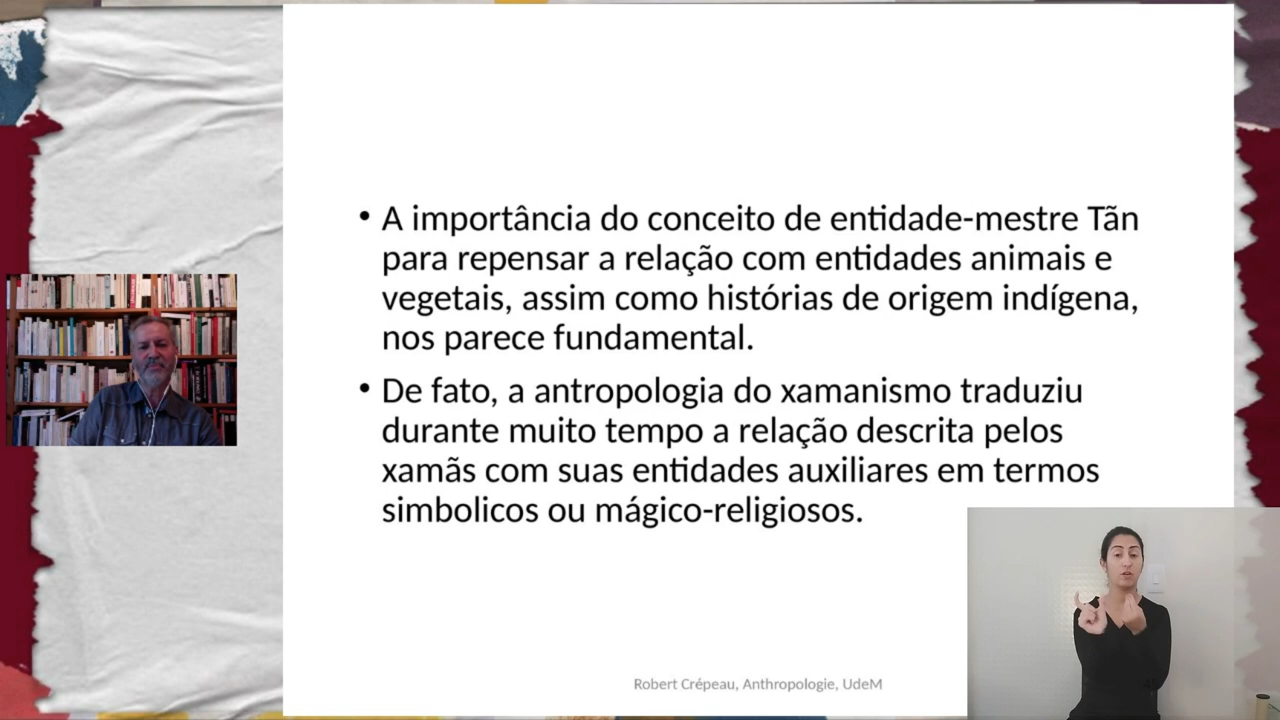 • A importância do conceito de entidade-mestre Tãn
para repensar a relação com entidades animais e
vegetais, assim como histórias de origem indígena,
nos parece fundamental.
• De fato, a antropologia do xamanismo traduziu
durante muito tempo a relação descrita pelos
xamãs com suas entidades auxiliares em termos
simbolicos ou mágico-religiosos.
Robert Crépeau, Anthropologie, UdeM